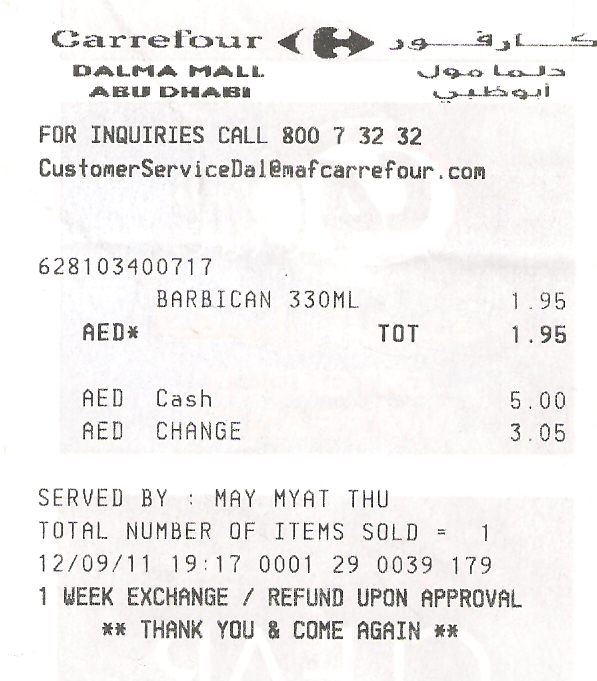 Carrefour كارفور
DALMA MALL دلما مول
ABU DHABI أبوظبي
FOR INQUIRIES CALL 800 7 32 32
CustomerServiceDal@mafcarrefour.com
628103400717
BARBICAN 330ML 1.95
AED* TOT 1.95
AED Cash 5.00
AED CHANGE 3.05
SERVED BY : MAY MYAT THU
TOTAL NUMBER OF ITEMS SOLD = 1
12/09/11 19:17 0001 29 0039 179
1 WEEK EXCHANGE / REFUND UPON APPROVAL
** THANK YOU & COME AGAIN **